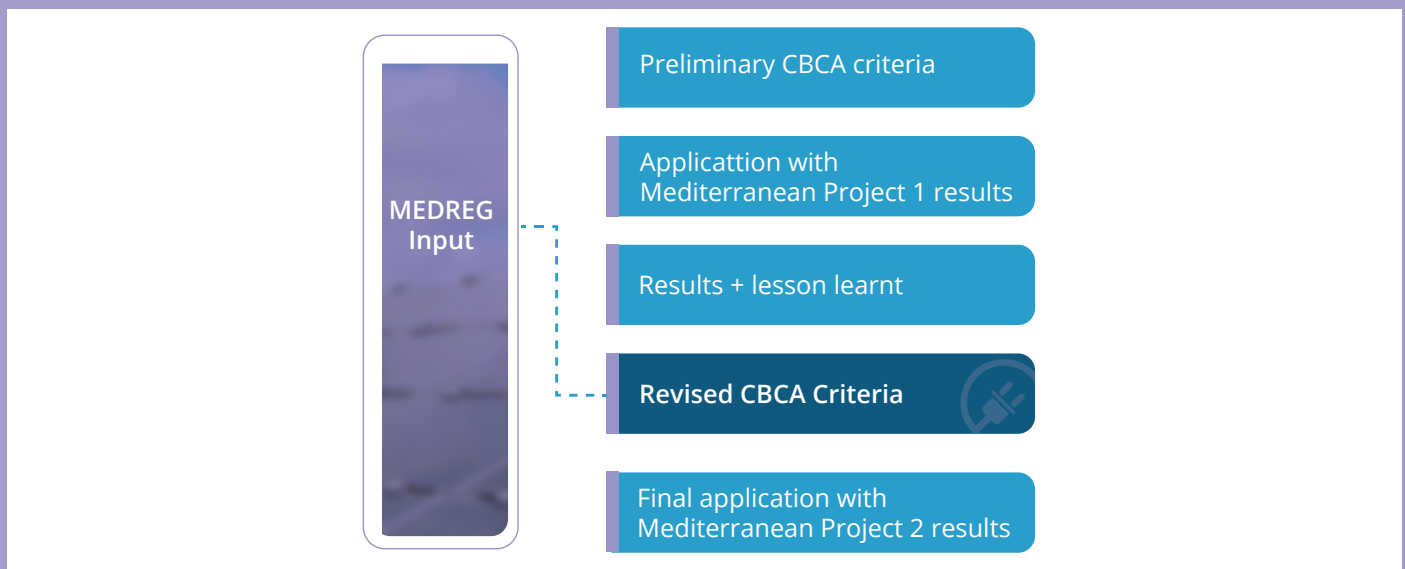 MEDREG
Input
Preliminary CBCA criteria
Applicattion with
Mediterranean Project 1 results
Results + lesson learnt
Revised CBCA Criteria
Final application with
Mediterranean Project 2 results